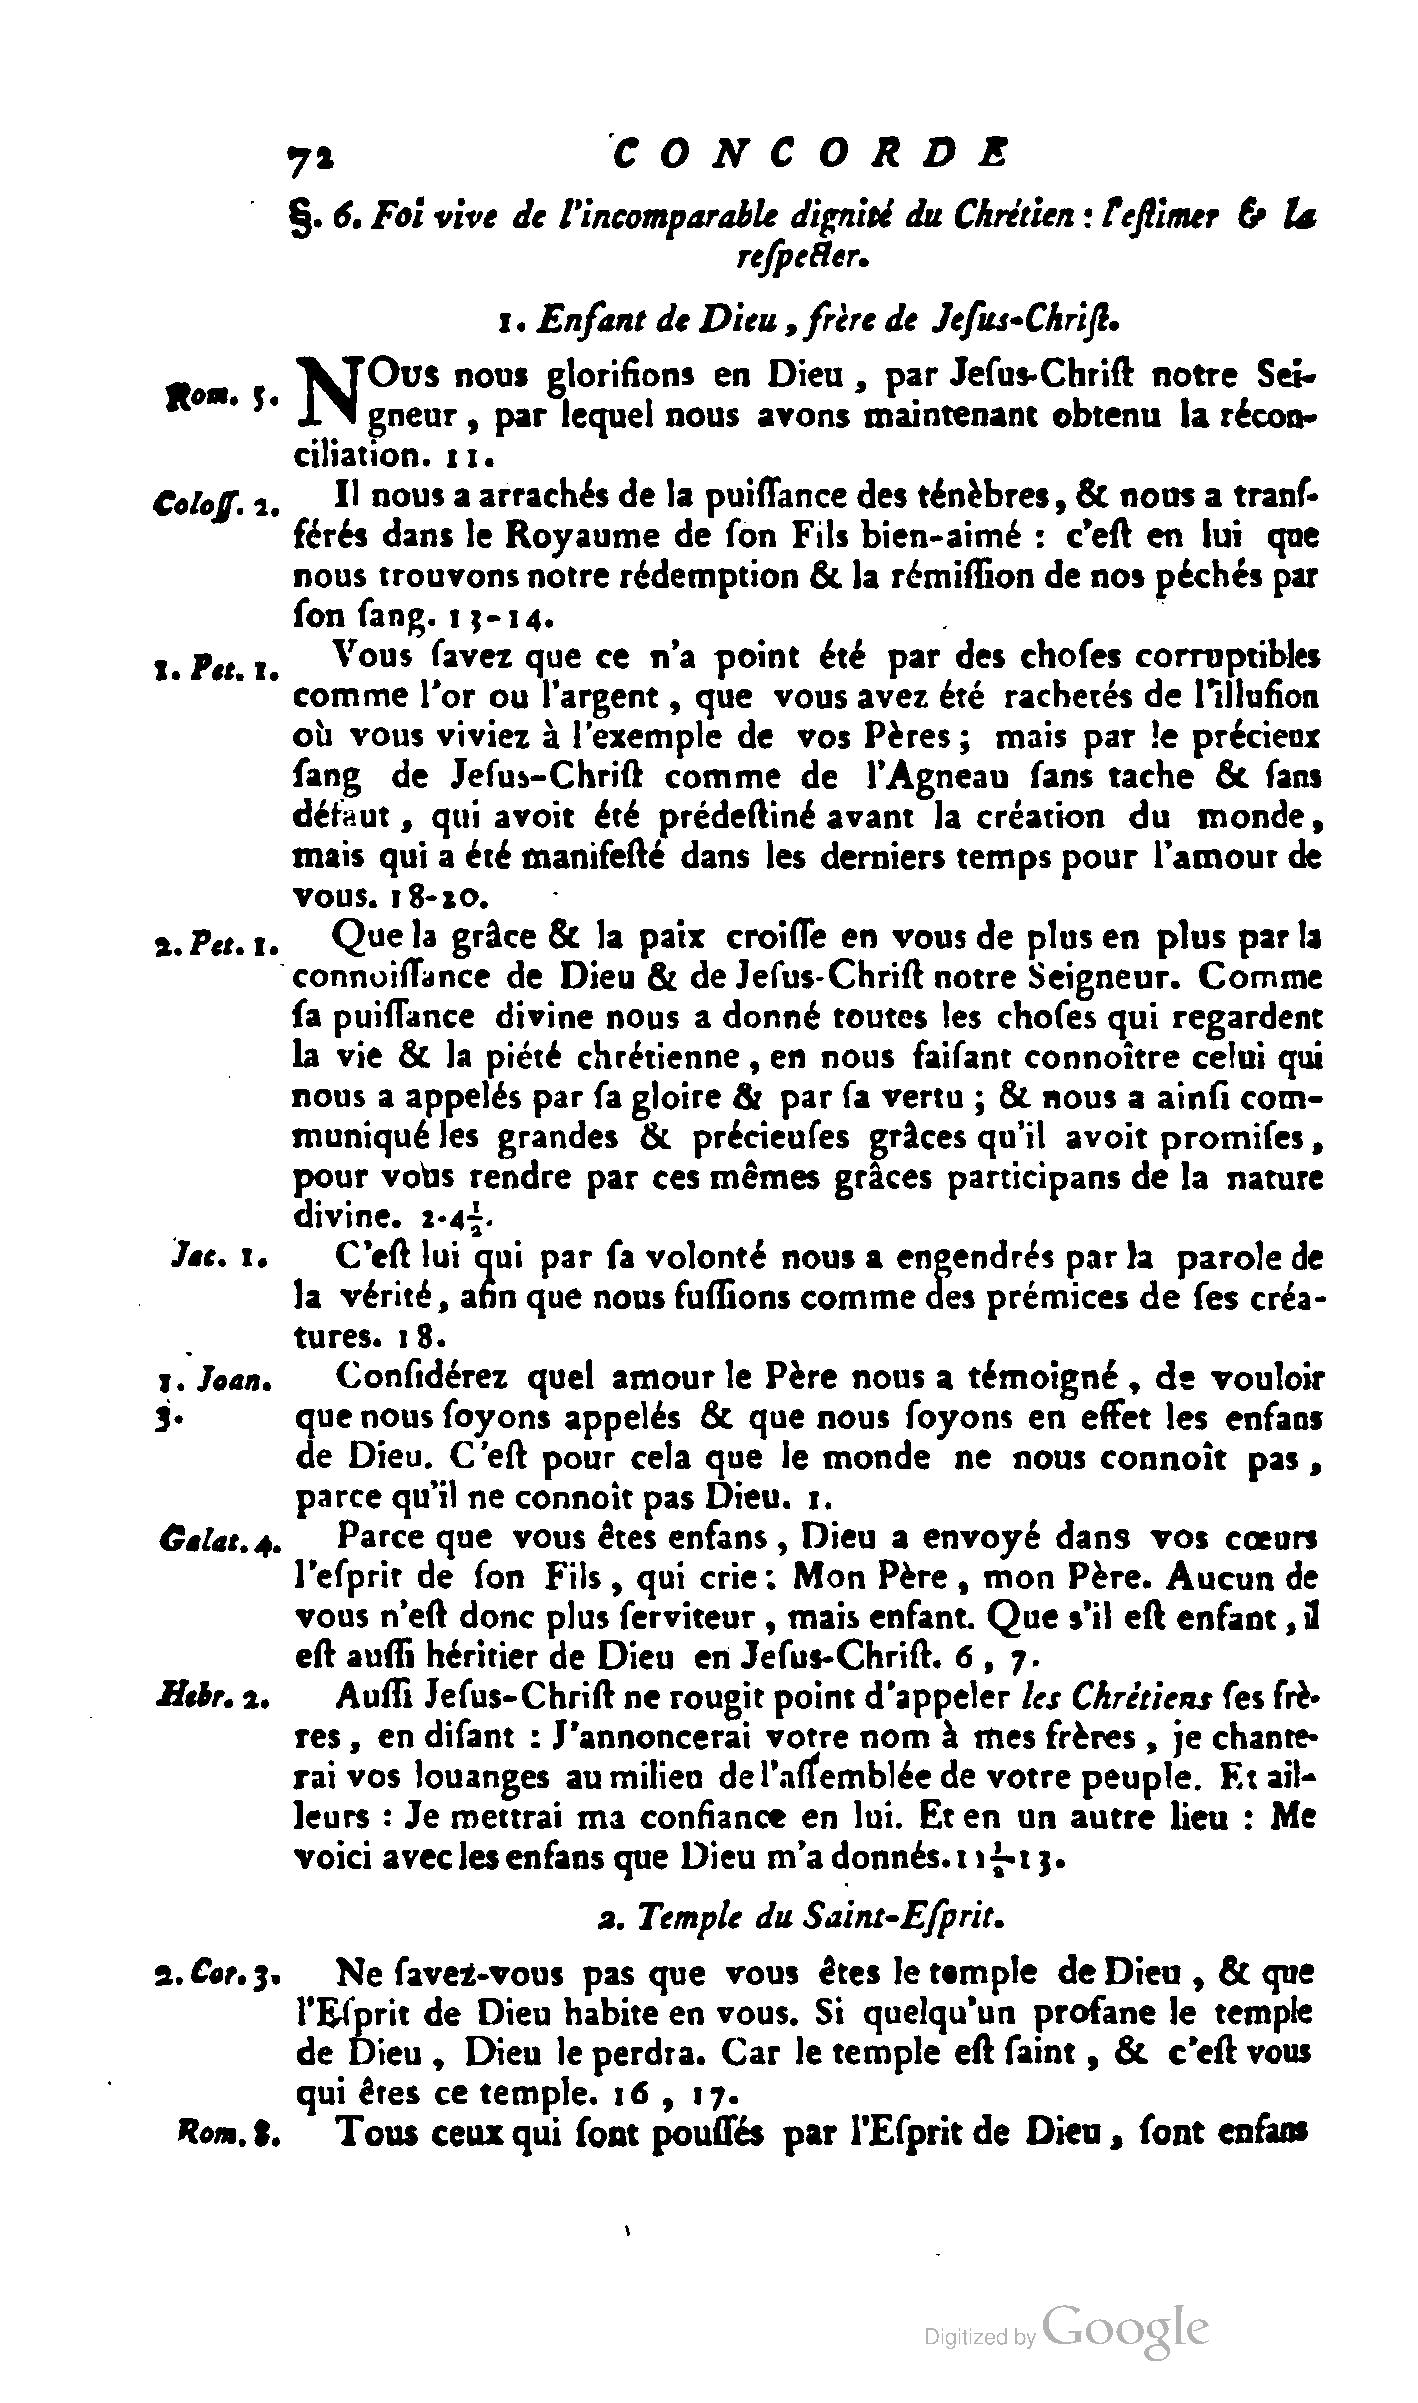 72 CONCORDE
§. 6. Foi vive de l'incomparable dignité du Chrétien : l'eſtimer & la
reſpecter.
1. Enfant de Dieu, frère de Jeſus-Chriſt.
Rom. 5. NOUS nous glorifions en Dieu, par Jeſus-Chriſt notre Sei-
gneur, par lequel nous avons maintenant obtenu la récon-
ciliation. 11.
Coloſſ. 2. Il nous a arrachés de la puiſſance des ténèbres, & nous a tranſ-
férés dans le Royaume de ſon Fils bien-aimé : c'eſt en lui que
nous trouvons notre rédemption & la rémiſſion de nos péchés par
ſon ſang. 13-14.
1. Pet. 1. Vous ſavez que ce n'a point été par des choſes corruptibles
comme l'or ou l'argent, que vous avez été rachetés de l'illuſion
où vous viviez à l'exemple de vos Pères; mais par le précieux
ſang de Jeſus-Chriſt comme de l'Agneau ſans tache & ſans
défaut, qui avoit été prédeſtiné avant la création du monde,
mais qui a été manifeſté dans les derniers temps pour l'amour de
vous. 18-20.
2. Pet. 1. Que la grâce & la paix croiſſe en vous de plus en plus par la
connoiſſance de Dieu & de Jeſus-Chriſt notre Seigneur. Comme
ſa puiſſance divine nous a donné toutes les choſes qui regardent
la vie & la piété chrétienne, en nous faiſant connoître celui qui
nous a appelés par ſa gloire & par ſa vertu ; & nous a ainſi com-
muniqué les grandes & précieuſes grâces qu'il avoit promiſes,
pour vous rendre par ces mêmes grâces participans de la nature
divine. 2-4½.
Jac. 1. C'eſt lui qui par ſa volonté nous a engendrés par la parole de
la vérité, afin que nous fuſſions comme des prémices de ſes créa-
tures. 18.
1. Joan. Conſidérez quel amour le Père nous a témoigné, de vouloir
3. que nous ſoyons appelés & que nous ſoyons en effet les enfans
de Dieu. C'eſt pour cela que le monde ne nous connoît pas,
parce qu'il ne connoît pas Dieu. 1.
Galat. 4. Parce que vous êtes enfans, Dieu a envoyé dans vos cœurs
l'eſprit de ſon Fils, qui crie : Mon Père, mon Père. Aucun de
vous n'eſt donc plus ſerviteur, mais enfant. Que s'il eſt enfant, il
eſt auſſi héritier de Dieu en Jeſus-Chriſt. 6, 7.
Hebr. 2. Auſſi Jeſus-Chriſt ne rougit point d'appeler les Chrétiens ſes frè-
res, en diſant : J'annoncerai votre nom à mes frères, je chante-
rai vos louanges au milieu de l'aſſemblée de votre peuple. Et ail-
leurs : Je mettrai ma confiance en lui. Et en un autre lieu : Me
voici avec les enfans que Dieu m'a donnés. 11½-13.
2. Temple du Saint-Eſprit.
2. Cor. 3. Ne ſavez-vous pas que vous êtes le temple de Dieu, & que
l'Eſprit de Dieu habite en vous. Si quelqu'un profane le temple
de Dieu, Dieu le perdra. Car le temple eſt ſaint, & c'eſt vous
qui êtes ce temple. 16, 17.
Rom. 8. Tous ceux qui ſont pouſſés par l'Eſprit de Dieu, ſont enfans
Digitized by Google